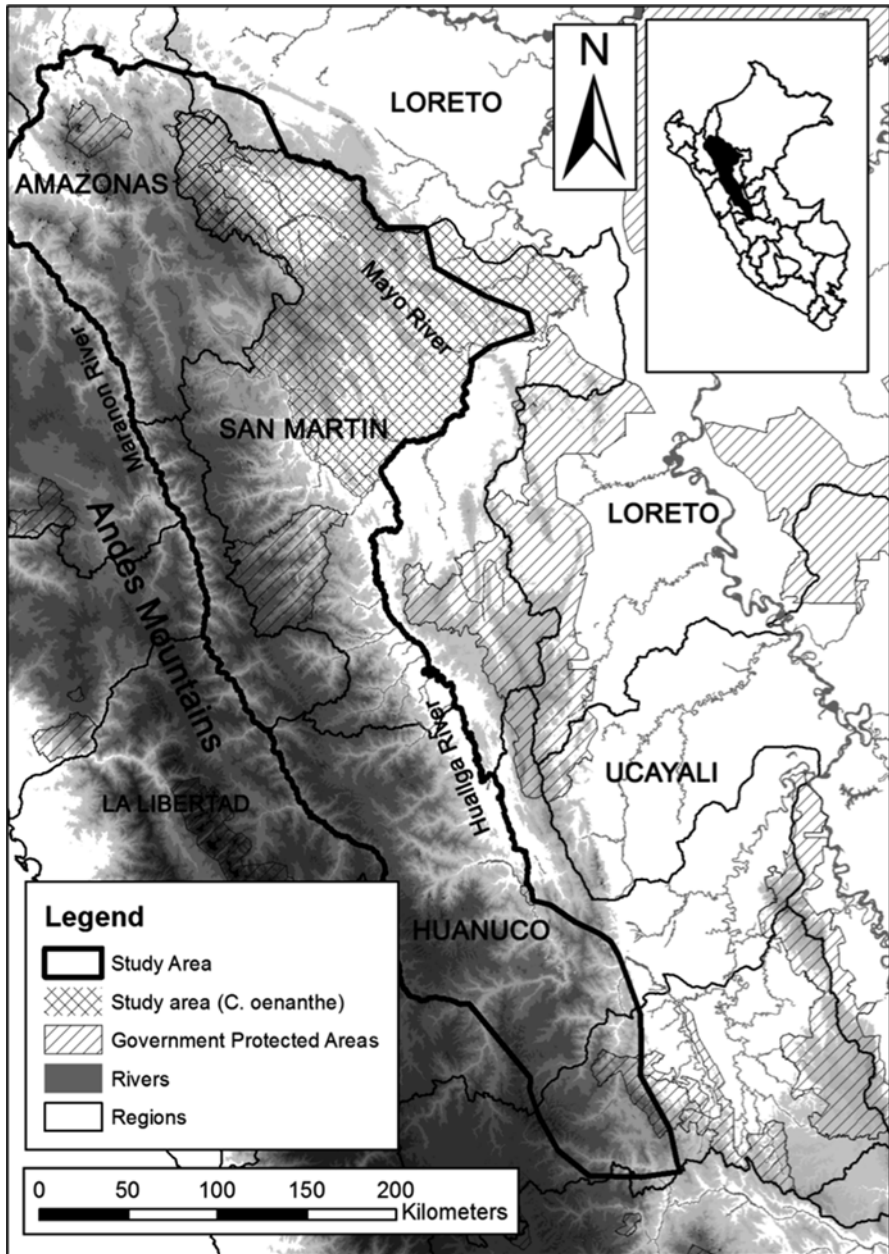 N
LORETO
AMAZONAS
Mayo River
Maranon River
SAN MARTIN
Andes Mountains
LORETO
Huallga River
UCAYALI
LA LIBERTAD
HUANUCO
Legend
Study Area
Study area (C. oenanthe)
Government Protected Areas
Rivers
Regions
0 50 100 150 200
Kilometers